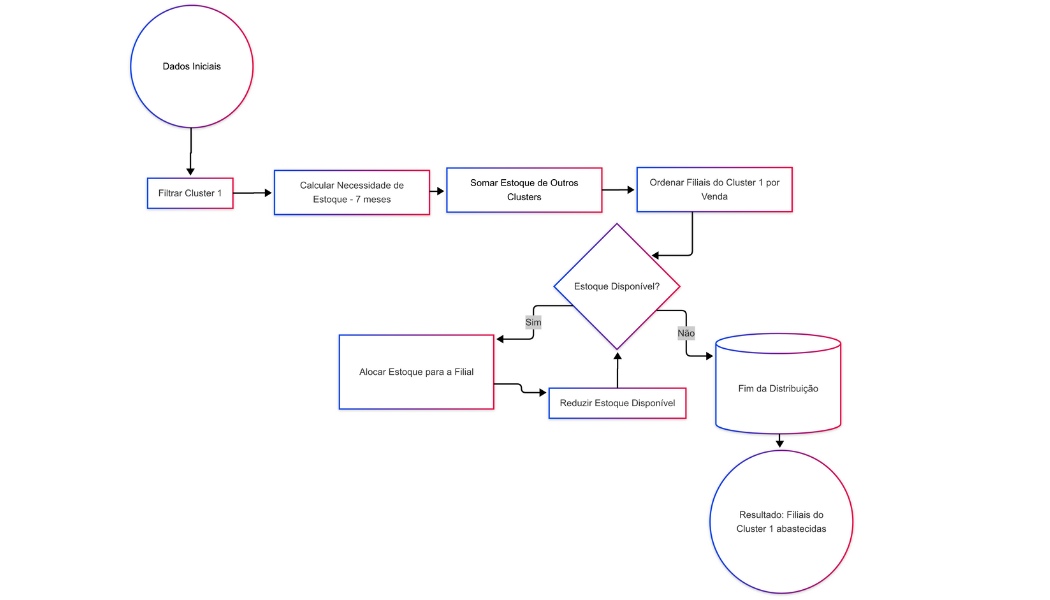 Dados Iniciais
Filtrar Cluster 1
Calcular Necessidade de
Estoque - 7 meses
Somar Estoque de Outros
Clusters
Ordenar Filiais do Cluster 1 por
Venda
Estoque Disponível?
Sim
Não
Alocar Estoque para a Filial
Reduzir Estoque Disponível
Fim da Distribuição
Resultado: Filiais do
Cluster 1 abastecidas